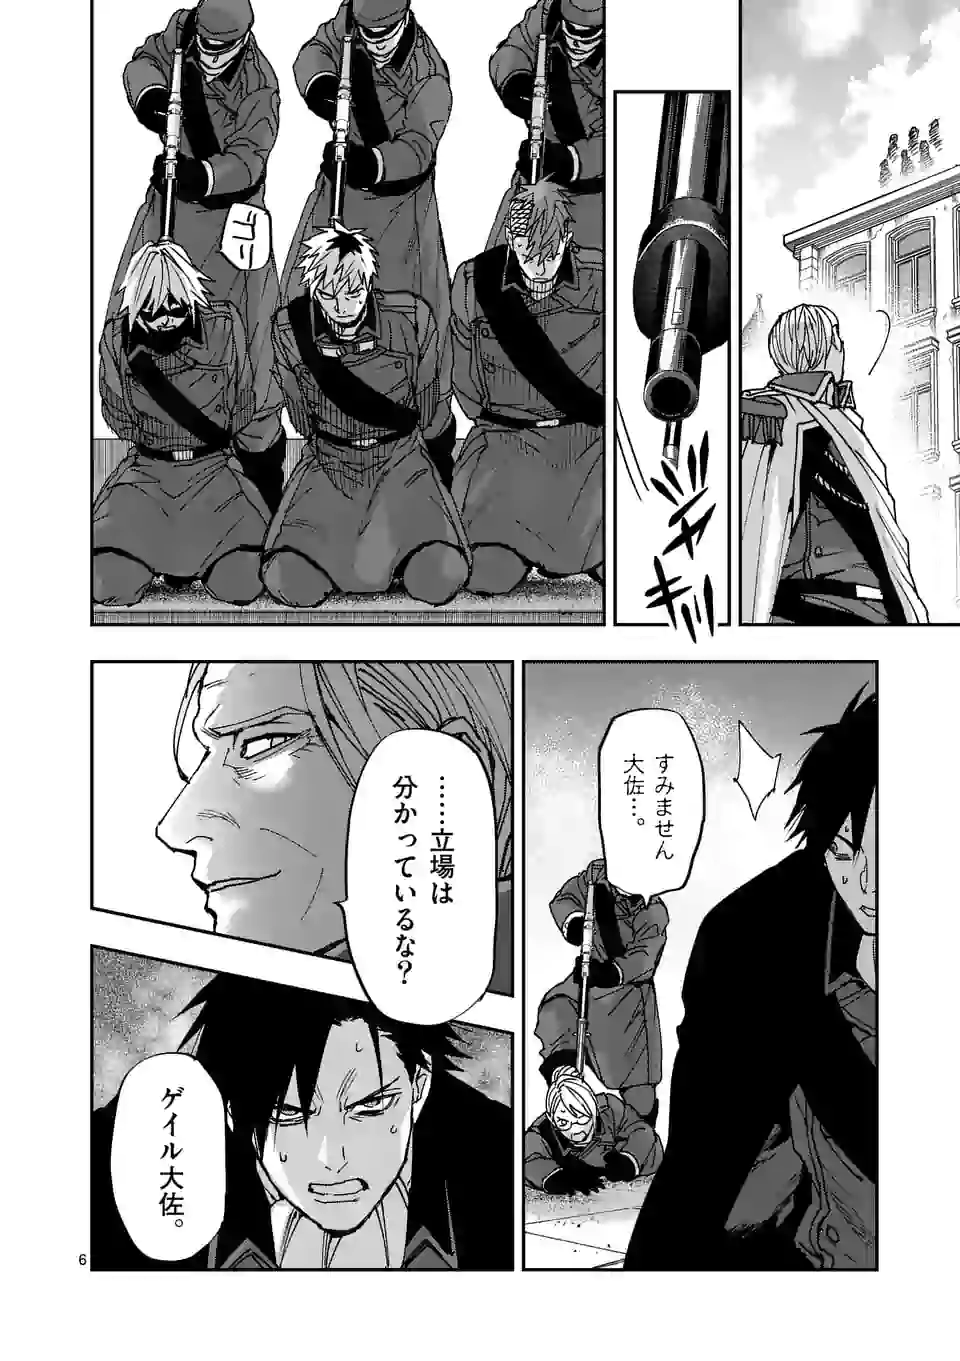 ジャキッ
ゴリ
すみません
大佐…。
……立場は
分かっているな？
ゲイル大佐。
6